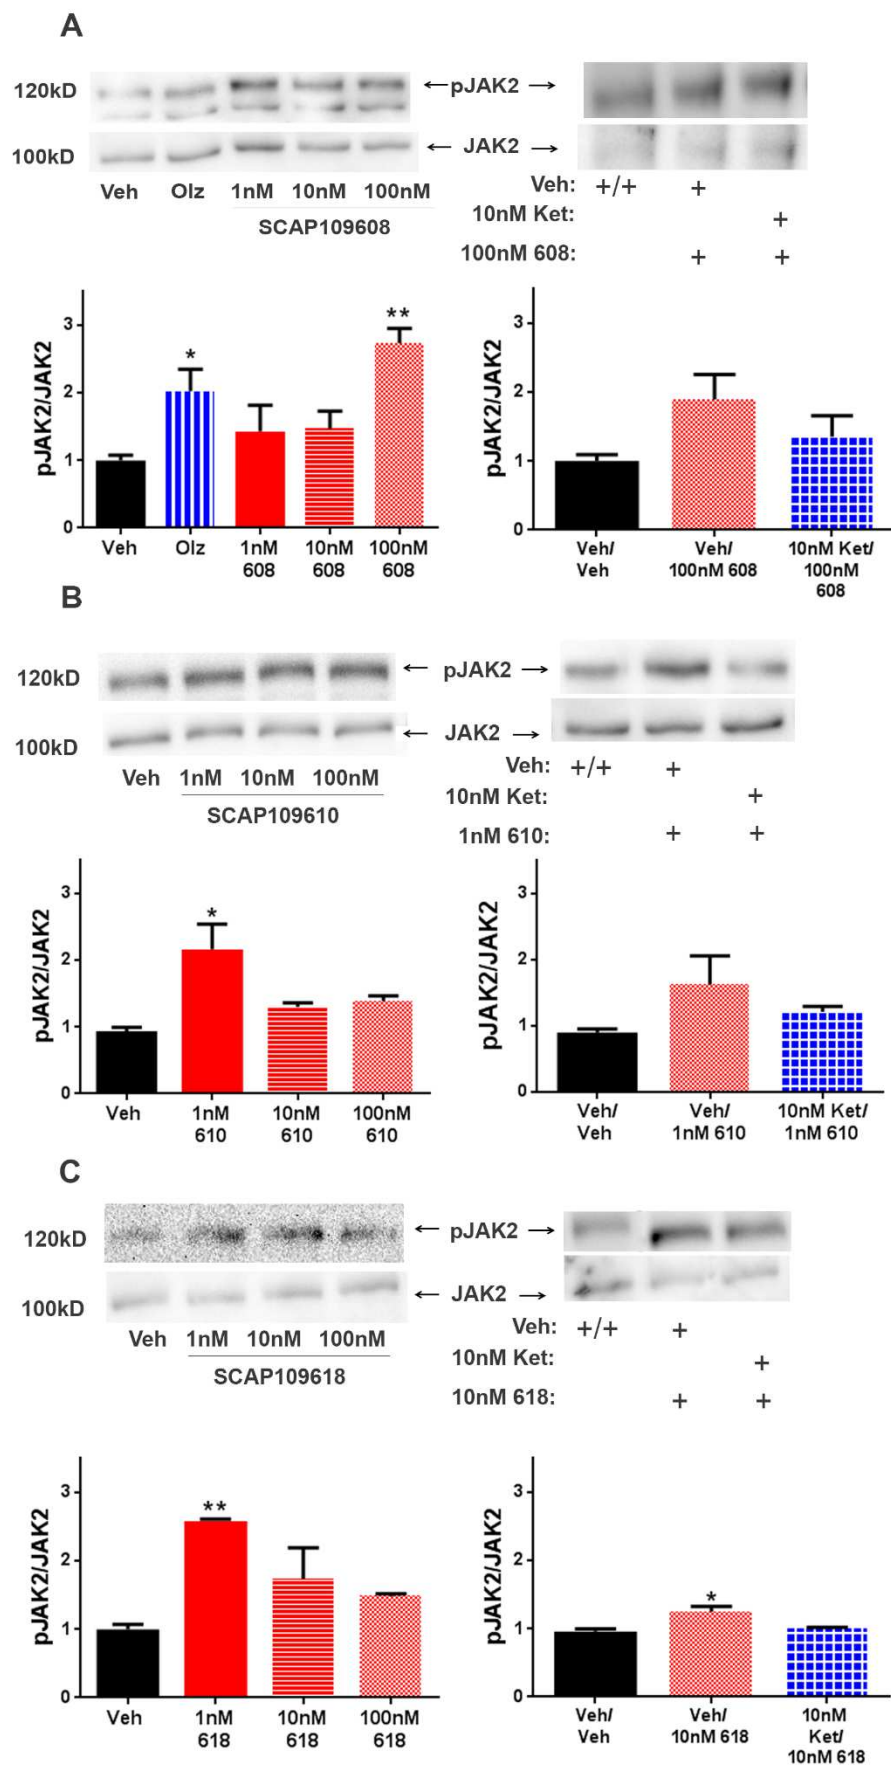 A
120kD
←pJAK2→
100kD
← JAK2 →
Veh Olz 1nM 10nM 100nM
SCAP109608
Veh: +/+ +
10nM Ket: +
100nM 608: + +
pJAK2/JAK2
3
2
1
0
* **
Veh Olz 1nM 608 10nM 608 100nM 608
pJAK2/JAK2
3
2
1
0
Veh/ Veh/ 10nM Ket/
Veh 100nM 608 100nM
608
B
120kD
← pJAK2 →
100kD
← JAK2 →
Veh 1nM 10nM 100nM
SCAP109610
Veh: +/+ +
10nM Ket: +
1nM 610: + +
pJAK2/JAK2
3
2
1
0
*
Veh 1nM 10nM 100nM
610 610 610
pJAK2/JAK2
3
2
1
0
Veh/ Veh/ 10nM Ket/
Veh 1nM 610 1nM 610
C
120kD
← pJAK2 →
100kD
← JAK2 →
Veh 1nM 10nM 100nM
SCAP109618
Veh: +/+ +
10nM Ket: +
10nM 618: + +
pJAK2/JAK2
3
2
1
0
**
Veh 1nM 10nM 100nM
618 618 618
pJAK2/JAK2
3
2
1
0
*
Veh/ Veh/ 10nM
Veh 10nM 618 Ket/
10nM 618